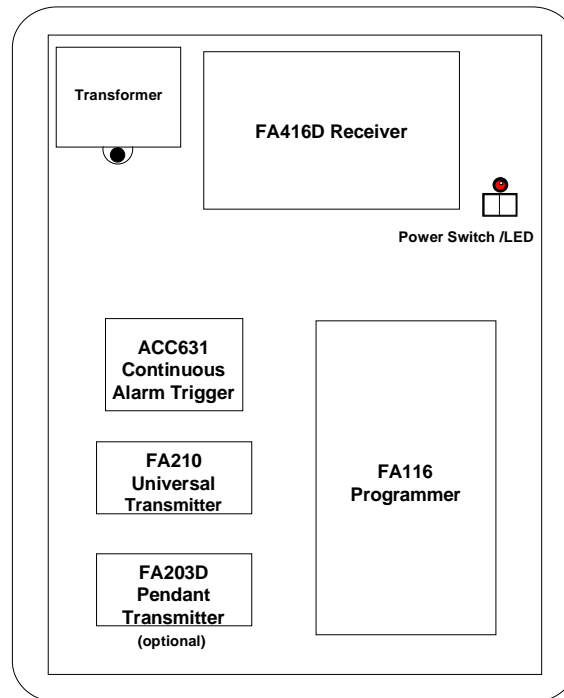 Transformer
FA416D Receiver
Power Switch /LED
ACC631
Continuous
Alarm Trigger
FA210
Universal
Transmitter
FA116
Programmer
FA203D
Pendant
Transmitter
(optional)